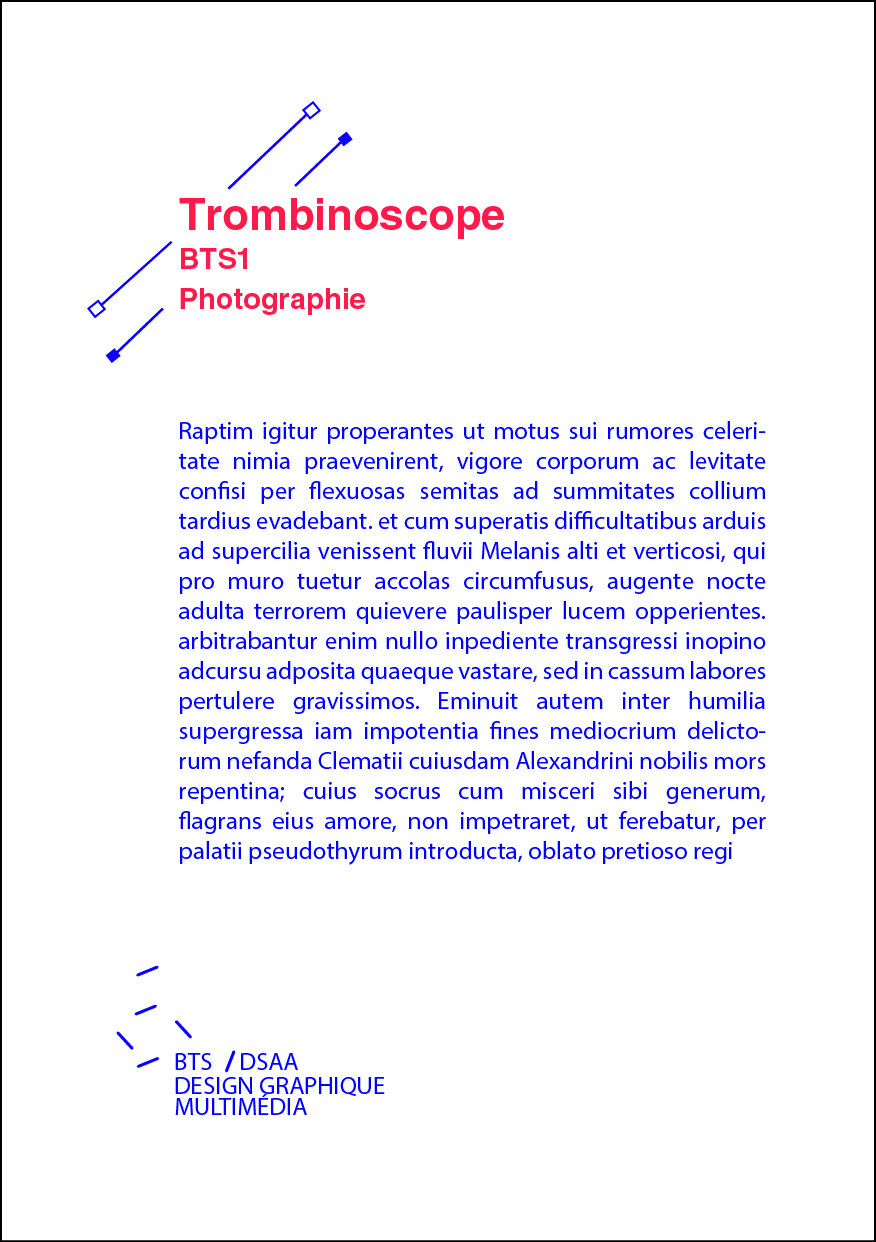 Trombinoscope
BTS1
Photographie
Raptim igitur properantes ut motus sui rumores celeri-
tate nimia praevenirent, vigore corporum ac levitate
confisi per flexuosas semitas ad summitates collium
tardius evadebant. et cum superatis difficultatibus arduis
ad supercilia venissent fluvii Melanis alti et verticosi, qui
pro muro tuetur accolas circumfusus, augente nocte
adulta terrorem quievere paulisper lucem opperientes.
arbitrabantur enim nullo inpediente transgressi inopino
adcursu adposita quaeque vastare, sed in cassum labores
pertulere gravissimos. Eminuit autem inter humilia
supergressa iam impotentia fines mediocrium delicto-
rum nefanda Clematii cuiusdam Alexandrini nobilis mors
repentina; cuius socrus cum misceri sibi generum,
flagrans eius amore, non impetraret, ut ferebatur, per
palatii pseudothyrum introducta, oblato pretioso regi
BTS / DSAA
DESIGN GRAPHIQUE
MULTIMÉDIA